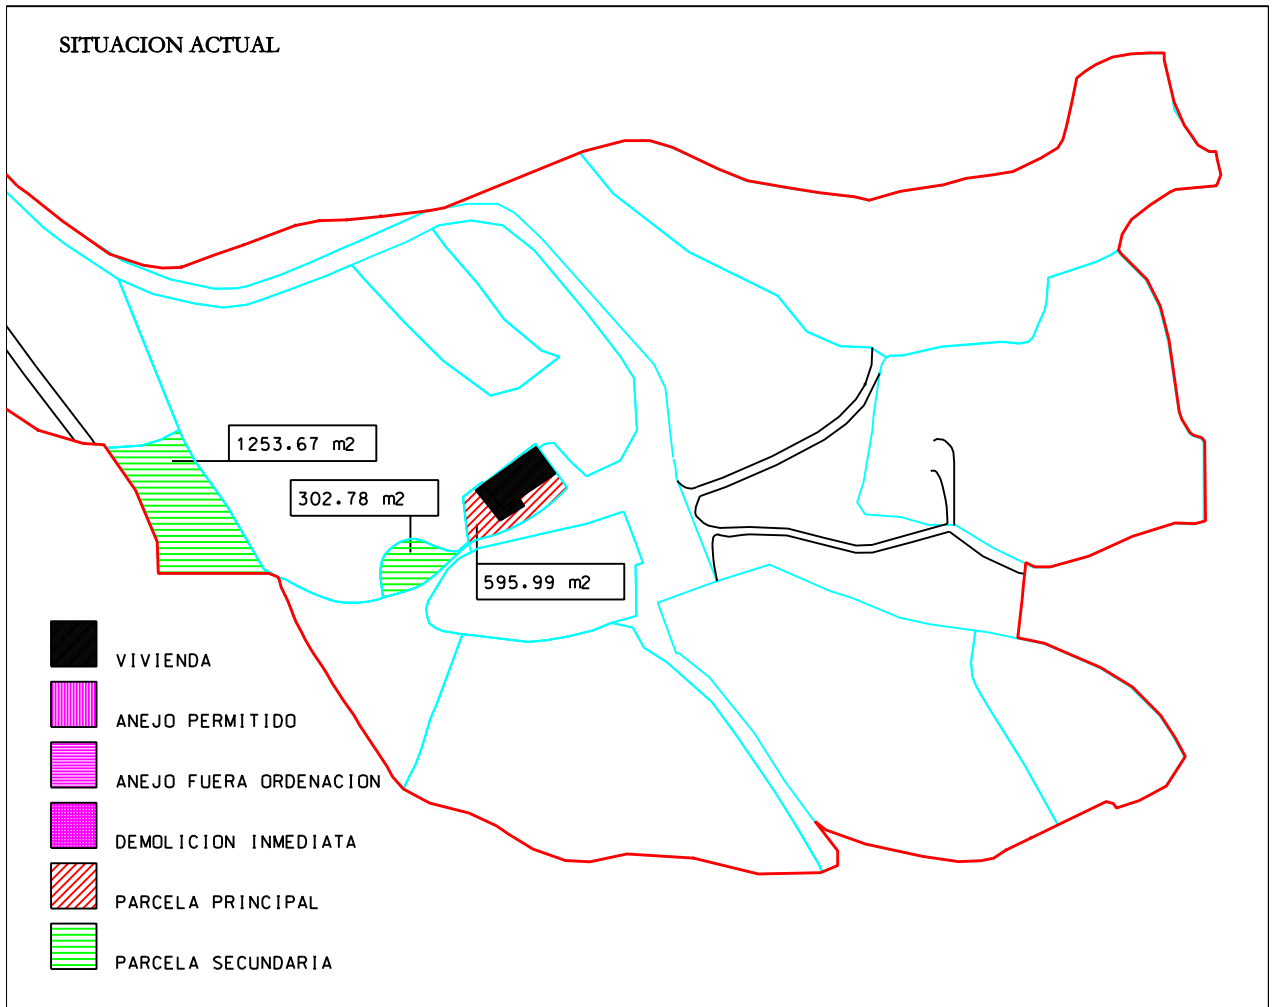 SITUACION ACTUAL
1253.67 m2
302.78 m2
595.99 m2
VIVIENDA
ANEJO PERMITIDO
ANEJO FUERA ORDENACION
DEMOLICION INMEDIATA
PARCELA PRINCIPAL
PARCELA SECUNDARIA